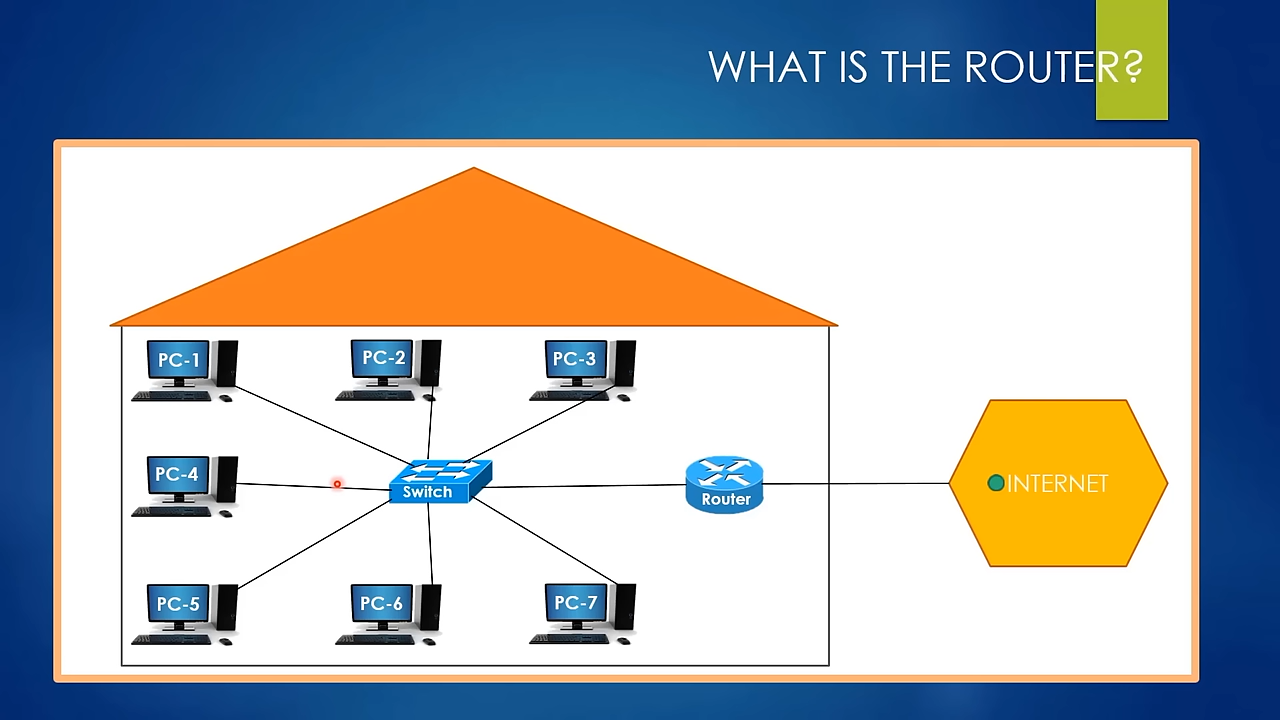 WHAT IS THE ROUTER?
PC-1
PC-2
PC-3
PC-4
Switch
Router
INTERNET
PC-5
PC-6
PC-7